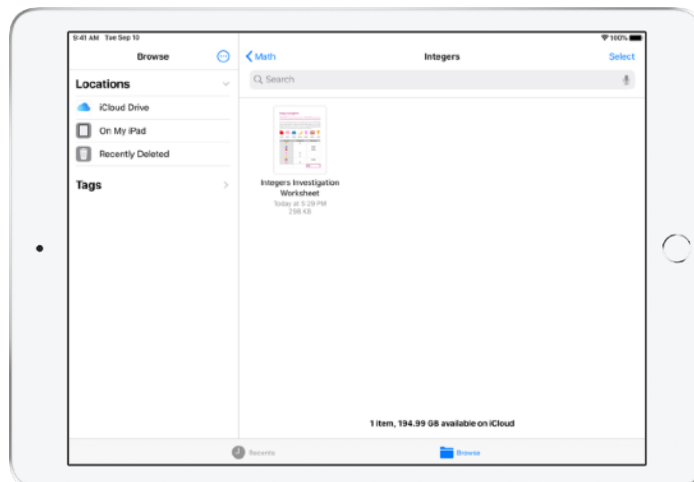 9:41 AM Tue Sep 10
100%
Browse
Math
Integers
Select
Locations
Search
iCloud Drive
On My iPad
Recently Deleted
Tags
Integers Investigation
Worksheet
Today at 5:29 PM
298 KB
1 item, 194.99 GB available on iCloud
Recents
Browse